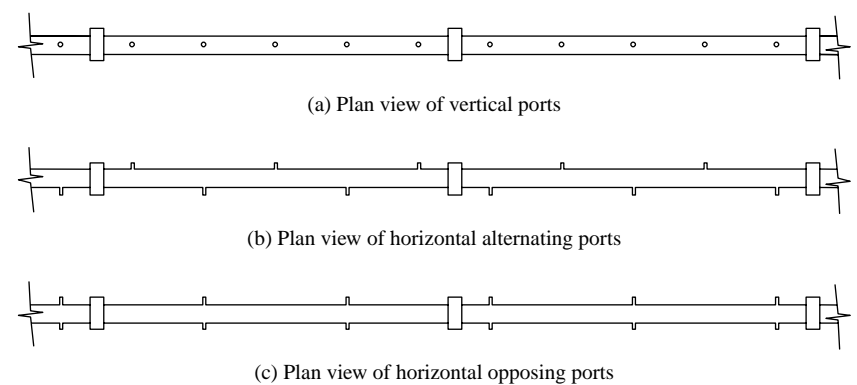 (a) Plan view of vertical ports
(b) Plan view of horizontal alternating ports
(c) Plan view of horizontal opposing ports